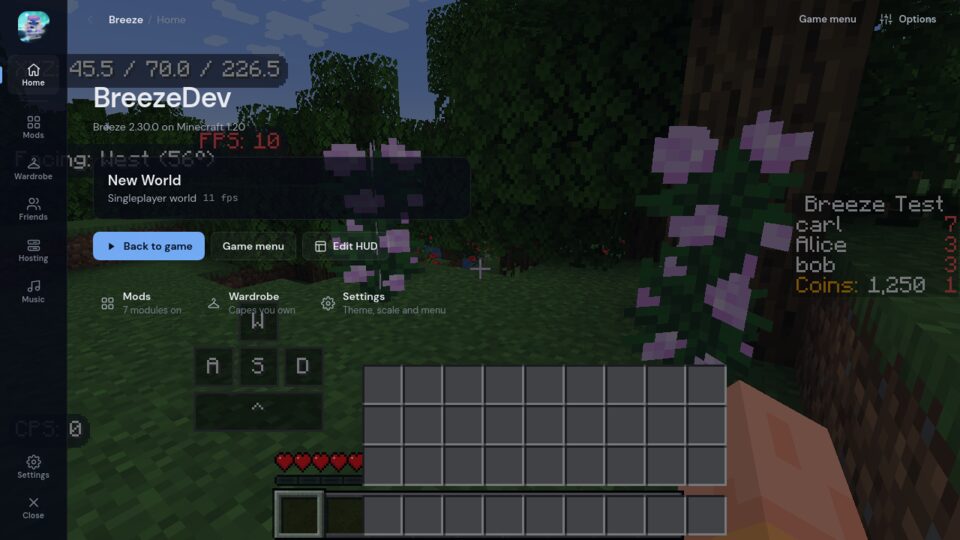 Breeze / Home
Game menu
Options
45.5 / 70.0 / 226.5
Home
BreezeDev
Breeze 2.30.0 on Minecraft 1.20
FPS: 10
Mods
Facing: West (56°)
Wardrobe
New World
Singleplayer world 11 fps
Friends
Breeze Test
carl 7
Alice 3
bob 3
Coins: 1,250 1
Back to game
Game menu
Edit HUD
Hosting
Music
Mods
7 modules on
Wardrobe
Capes you own
Settings
Theme, scale and menu
W
A S D
^
CPS: 0
Settings
Close